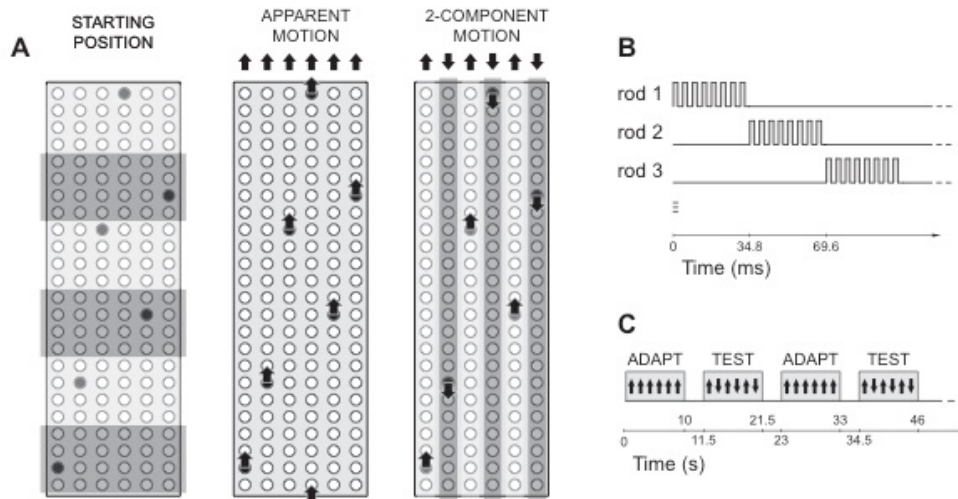 A
STARTING
POSITION
APPARENT
MOTION
2-COMPONENT
MOTION
B
rod 1
rod 2
rod 3
0
34.8
69.6
Time (ms)
C
ADAPT TEST ADAPT TEST
10 21.5 33 46
0 11.5 23 34.5
Time (s)